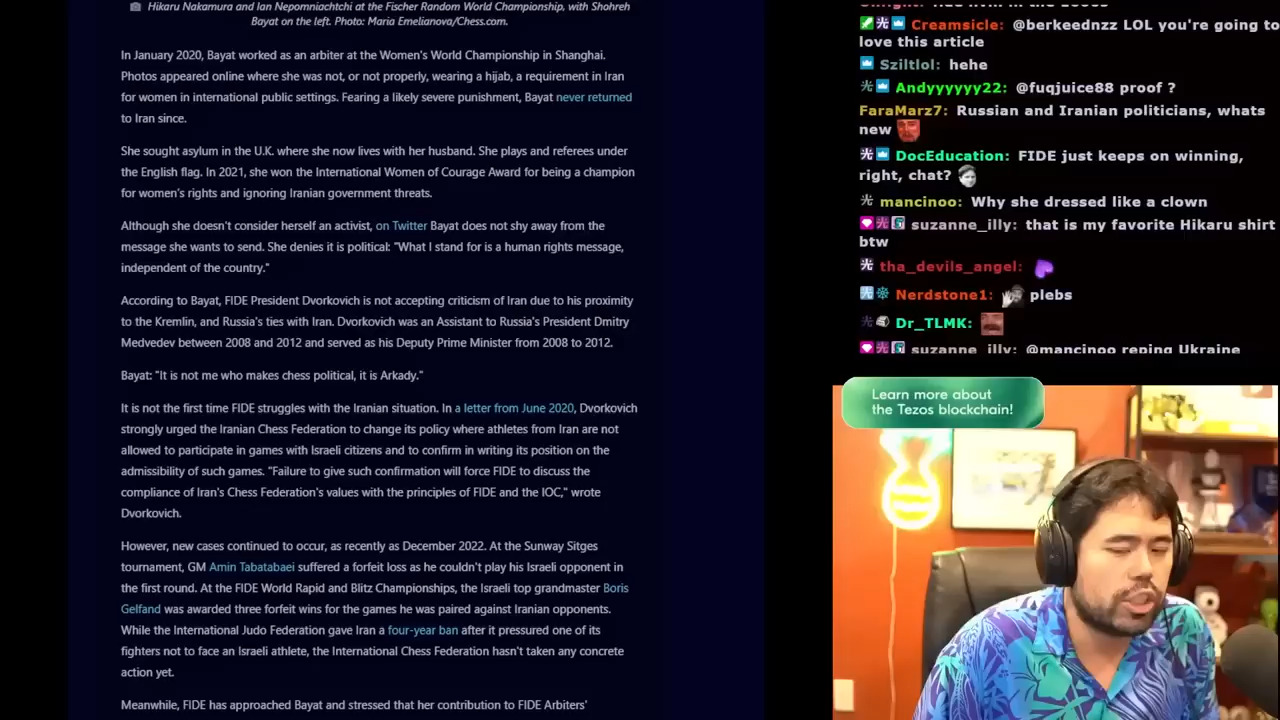 Hikaru Nakamura and Ian Nepomniachtchi at the Fischer Random World Championship, with Shohreh
Bayat on the left. Photo: Maria Emelianova/Chess.com.
In January 2020, Bayat worked as an arbiter at the Women's World Championship in Shanghai.
Photos appeared online where she was not, or not properly, wearing a hijab, a requirement in Iran
for women in international public settings. Fearing a likely severe punishment, Bayat never returned
to Iran since.
She sought asylum in the U.K. where she now lives with her husband. She plays and referees under
the English flag. In 2021, she won the International Women of Courage Award for being a champion
for women's rights and ignoring Iranian government threats.
Although she doesn't consider herself an activist, on Twitter Bayat does not shy away from the
message she wants to send. She denies it is political: "What I stand for is a human rights message,
independent of the country."
According to Bayat, FIDE President Dvorkovich is not accepting criticism of Iran due to his proximity
to the Kremlin, and Russia's ties with Iran. Dvorkovich was an Assistant to Russia's President Dmitry
Medvedev between 2008 and 2012 and served as his Deputy Prime Minister from 2008 to 2012.
Bayat: "It is not me who makes chess political, it is Arkady."
It is not the first time FIDE struggles with the Iranian situation. In a letter from June 2020, Dvorkovich
strongly urged the Iranian Chess Federation to change its policy where athletes from Iran are not
allowed to participate in games with Israeli citizens and to confirm in writing its position on the
admissibility of such games. "Failure to give such confirmation will force FIDE to discuss the
compliance of Iran's Chess Federation's values with the principles of FIDE and the IOC," wrote
Dvorkovich.
However, new cases continued to occur, as recently as December 2022. At the Sunway Sitges
tournament, GM Amin Tabatabaei suffered a forfeit loss as he couldn't play his Israeli opponent in
the first round. At the FIDE World Rapid and Blitz Championships, the Israeli top grandmaster Boris
Gelfand was awarded three forfeit wins for the games he was paired against Iranian opponents.
While the International Judo Federation gave Iran a four-year ban after it pressured one of its
fighters not to face an Israeli athlete, the International Chess Federation hasn't taken any concrete
action yet.
Meanwhile, FIDE has approached Bayat and stressed that her contribution to FIDE Arbiters'
Creamsicle: @berkeednzz LOL you're going to
love this article
Sziltlol: hehe
Andyyyyyy22: @fuqjuice88 proof ?
FaraMarz7: Russian and Iranian politicians, whats
new
DocEducation: FIDE just keeps on winning,
right, chat?
mancinoo: Why she dressed like a clown
suzanne_illy: that is my favorite Hikaru shirt
btw
tha_devils_angel:
Nerdstone1: plebs
Dr_TLMK:
suzanne_illy: @mancinoo reping Ukraine
Learn more about
the Tezos blockchain!